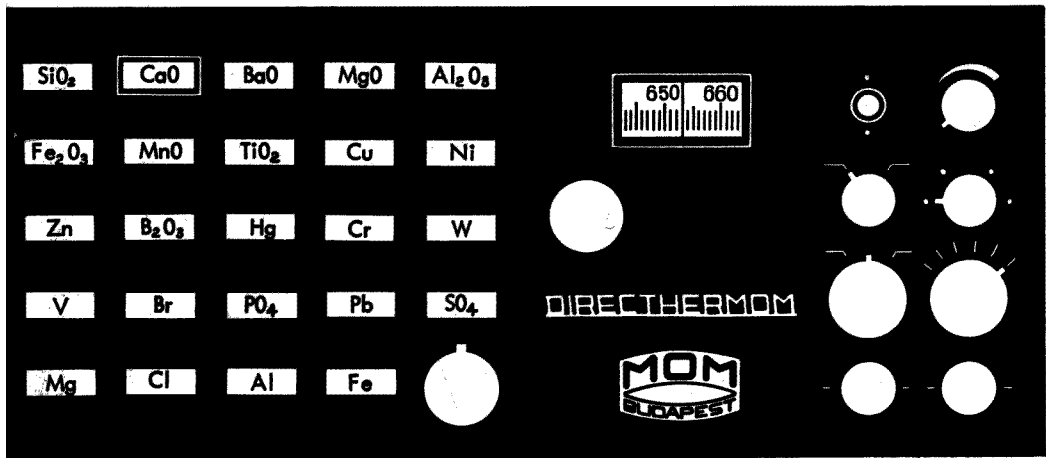 SiO₂ CaO BaO MgO Al₂O₃
650 660
Fe₂O₃ MnO TiO₂ Cu Ni
Zn B₂O₃ Hg Cr W
V Br PO₄ Pb SO₄
DIRECTHERMOM
Mg Cl Al Fe
MOM
BUDAPEST